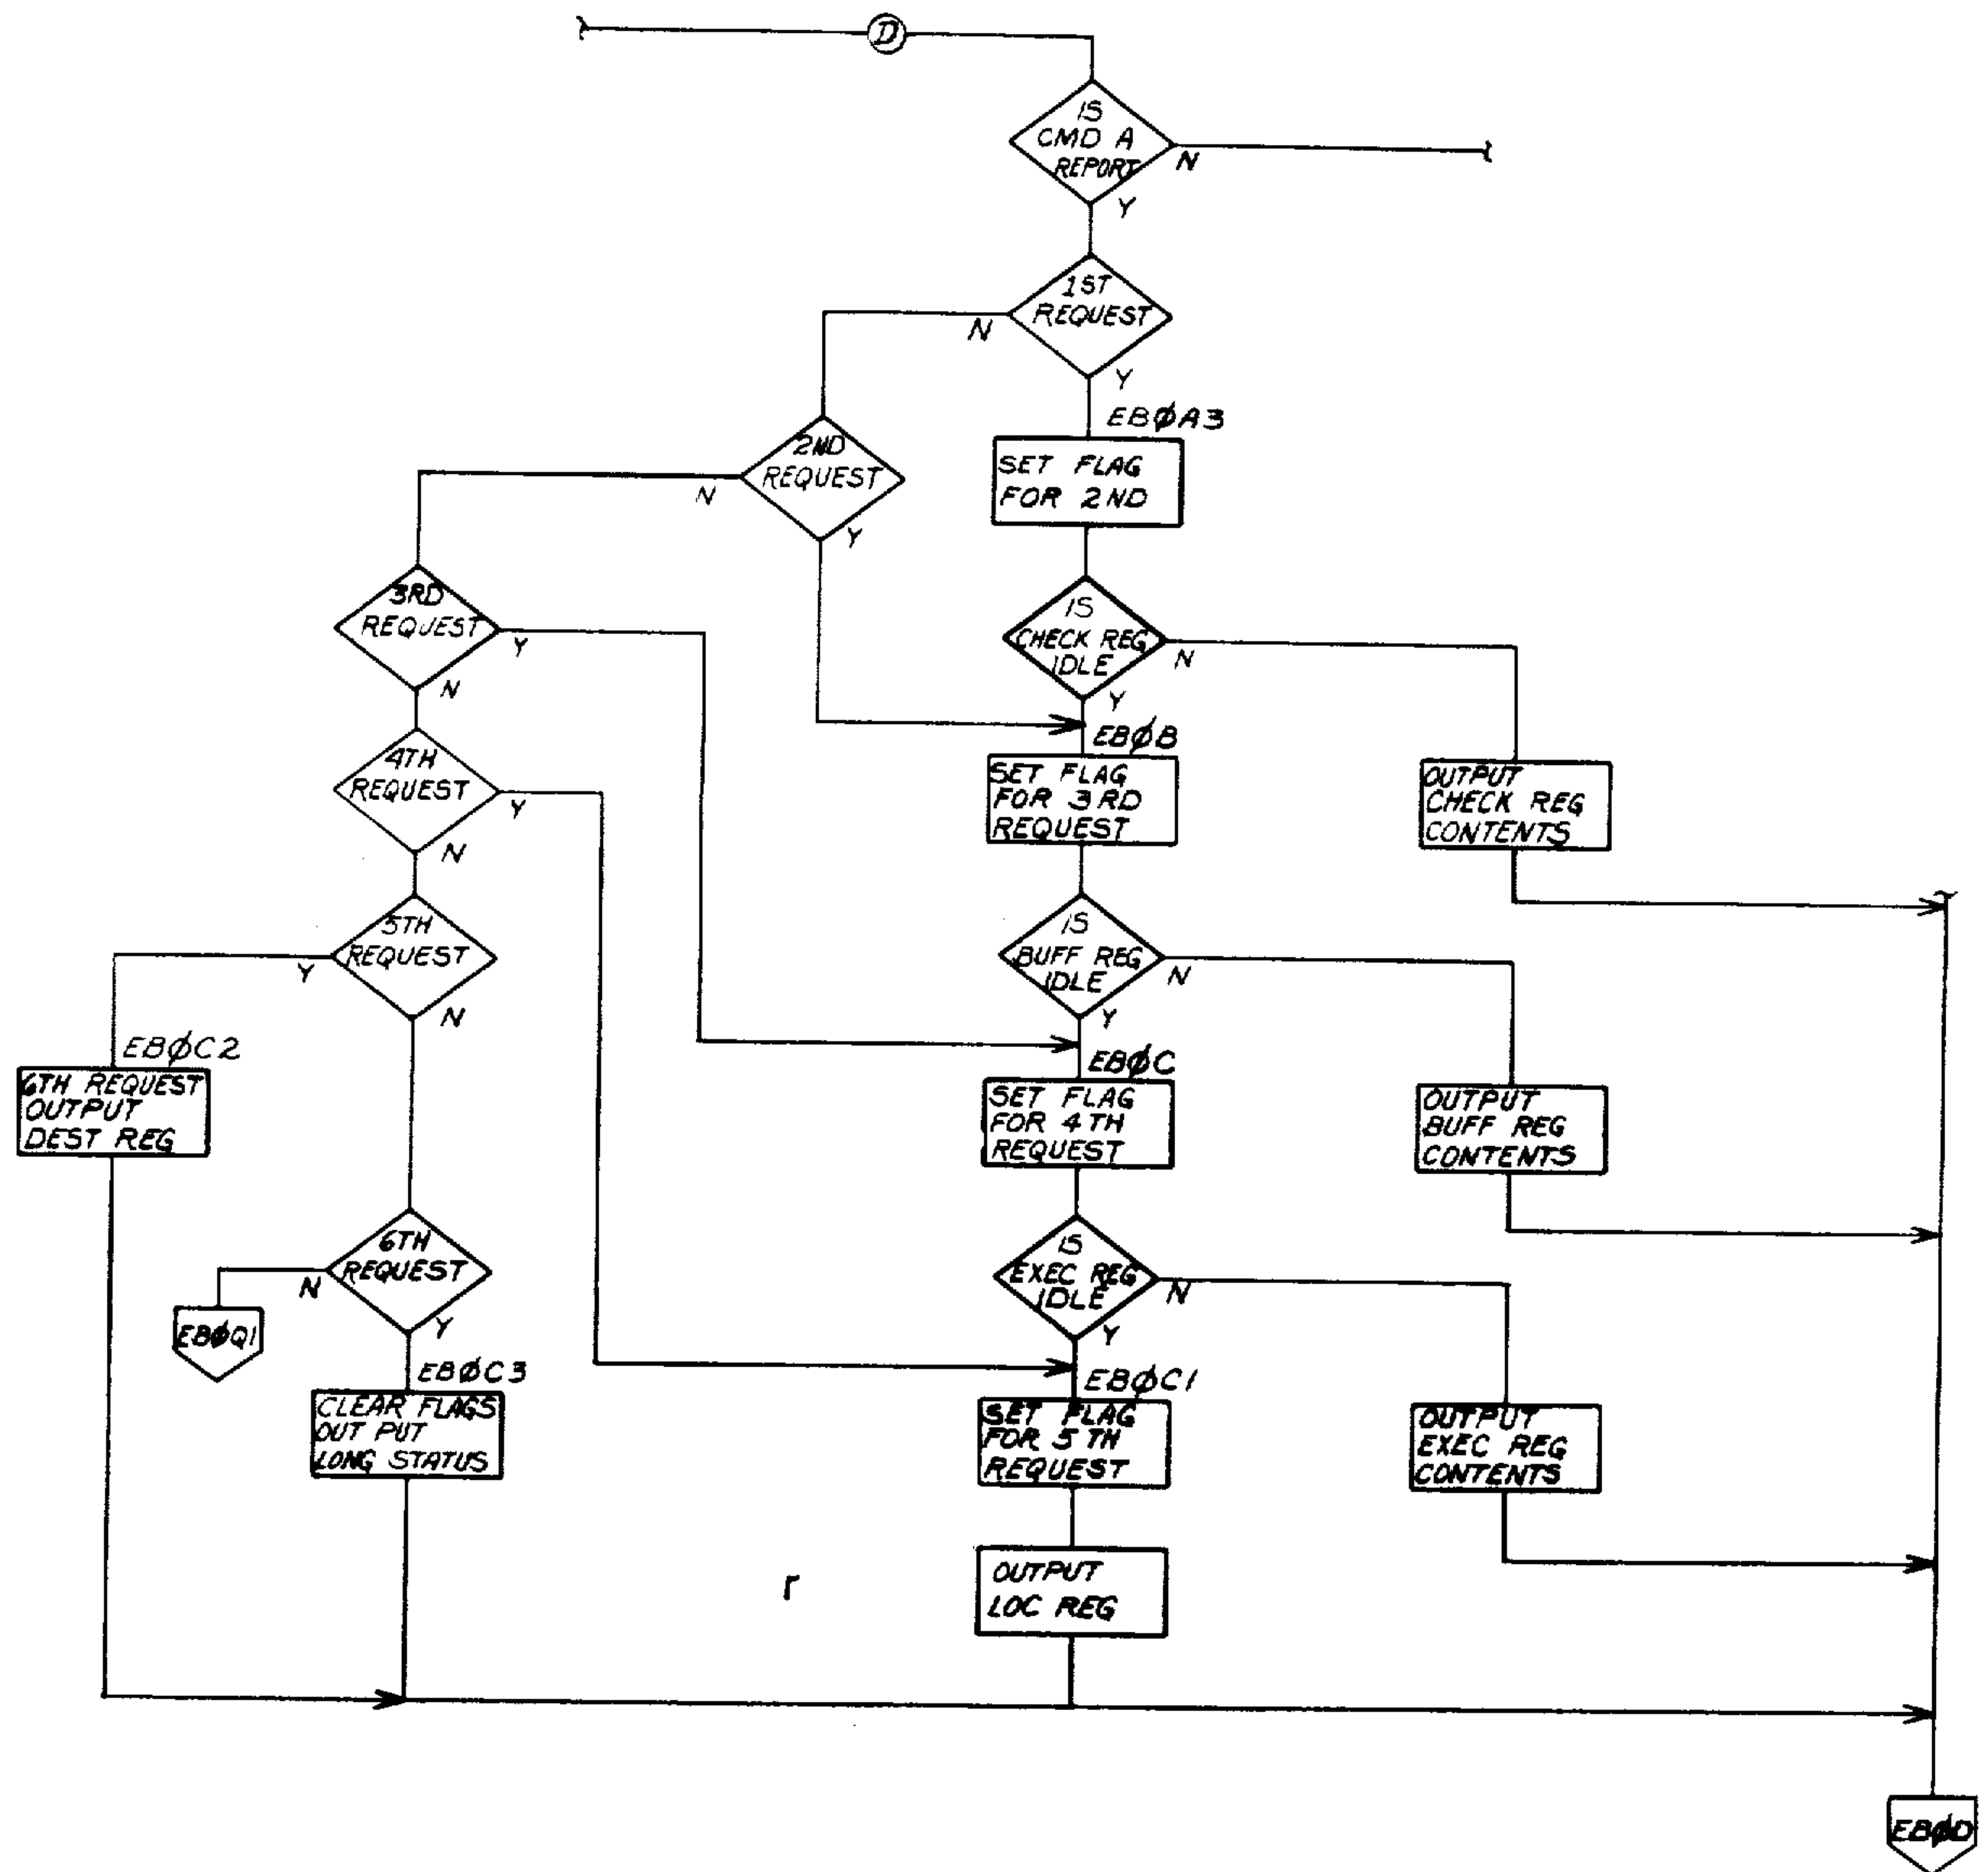 D
IS
CMD A
REPORT
N
Y
1ST
REQUEST
N
Y
EBØA3
SET FLAG
FOR 2ND
2ND
REQUEST
N
Y
3RD
REQUEST
Y
N
IS
CHECK REG
IDLE
N
Y
EBØB
SET FLAG
FOR 3RD
REQUEST
OUTPUT
CHECK REG
CONTENTS
4TH
REQUEST
Y
N
5TH
REQUEST
Y
N
IS
BUFF REG
IDLE
N
Y
EBØC2
6TH REQUEST
OUTPUT
DEST REG
EBØC
SET FLAG
FOR 4TH
REQUEST
OUTPUT
BUFF REG
CONTENTS
6TH
REQUEST
N
Y
EBØQ1
IS
EXEC REG
IDLE
N
Y
EBØC3
CLEAR FLAGS
OUT PUT
LONG STATUS
EBØC1
SET FLAG
FOR 5TH
REQUEST
OUTPUT
EXEC REG
CONTENTS
OUTPUT
LOC REG
r
EBØD